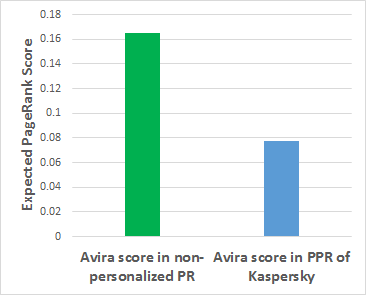 0.18
0.16
0.14
0.12
0.1
0.08
0.06
0.04
0.02
0
Expected PageRank Score
Avira score in non-
personalized PR
Avira score in PPR of
Kaspersky